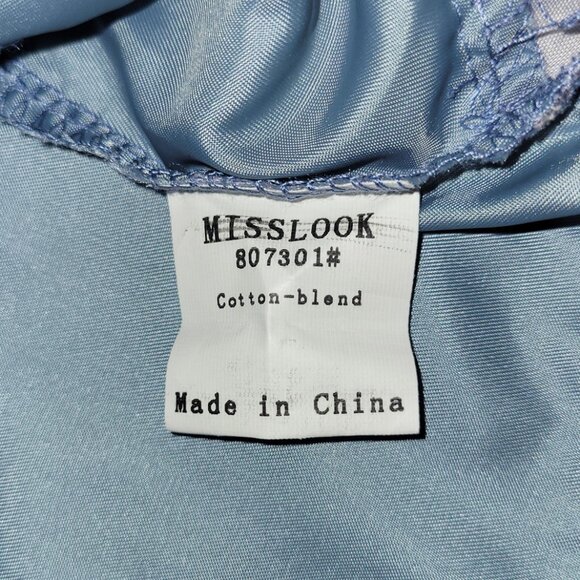 MISSLOOK
807301#
Cotton-blend
Made in China